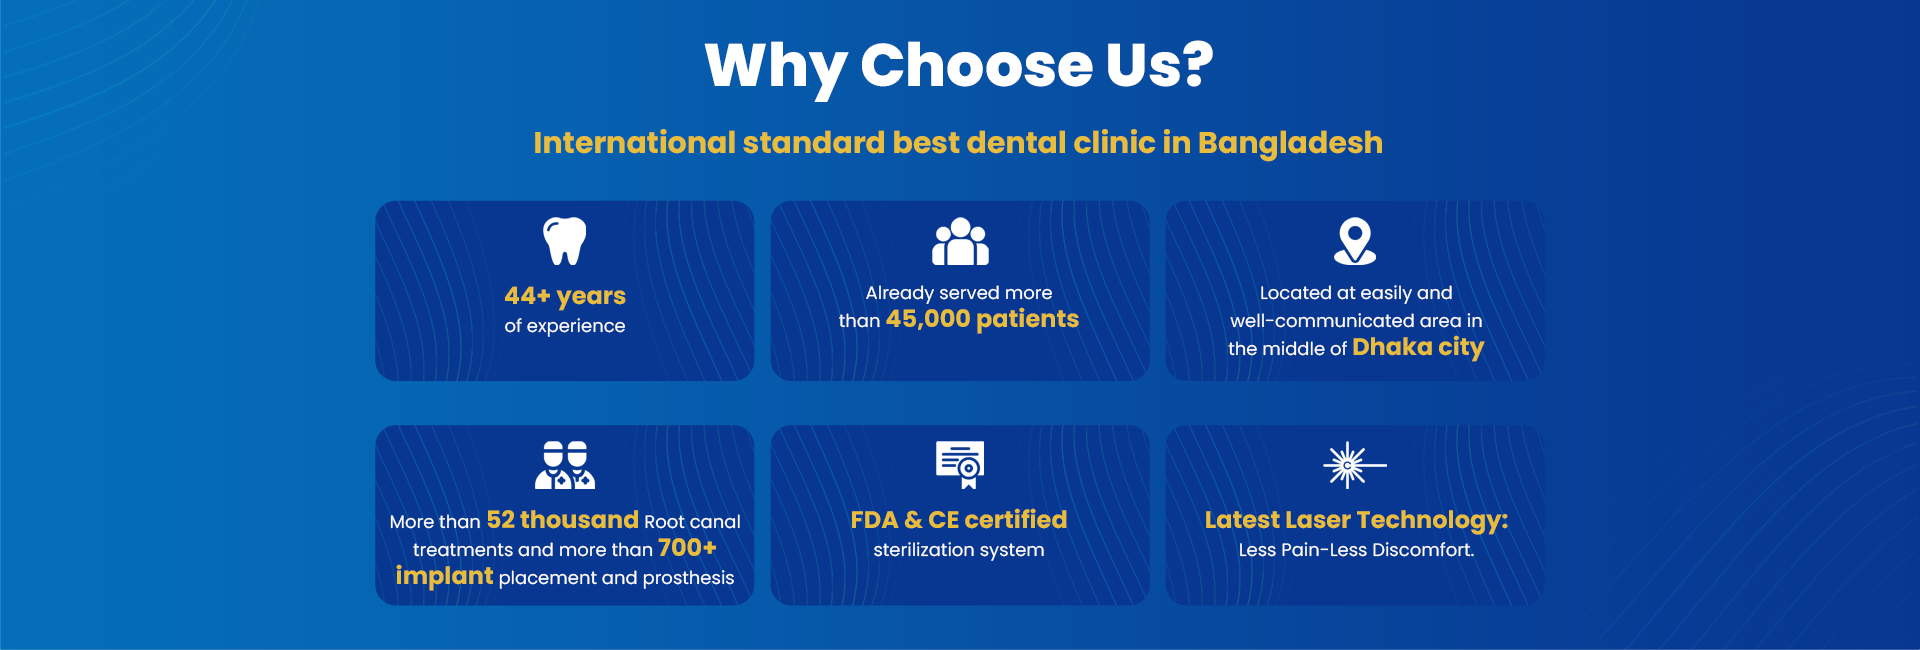 Why Choose Us?
International standard best dental clinic in Bangladesh
44+ years
of experience
Already served more
than 45,000 patients
Located at easily and
well-communicated area in
the middle of Dhaka city
More than 52 thousand Root canal
treatments and more than 700+
implant placement and prosthesis
FDA & CE certified
sterilization system
Latest Laser Technology:
Less Pain-Less Discomfort.